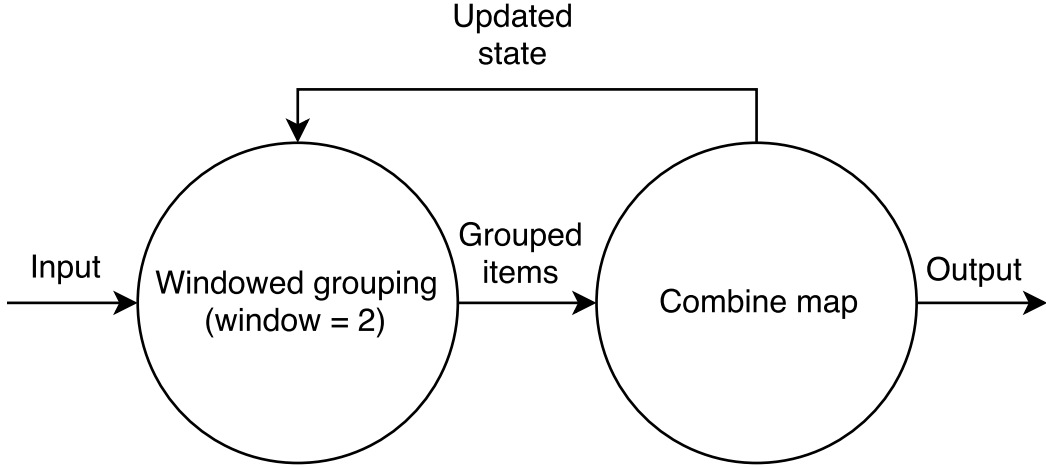 Updated
state
Input
Windowed grouping
(window = 2)
Grouped
items
Combine map
Output